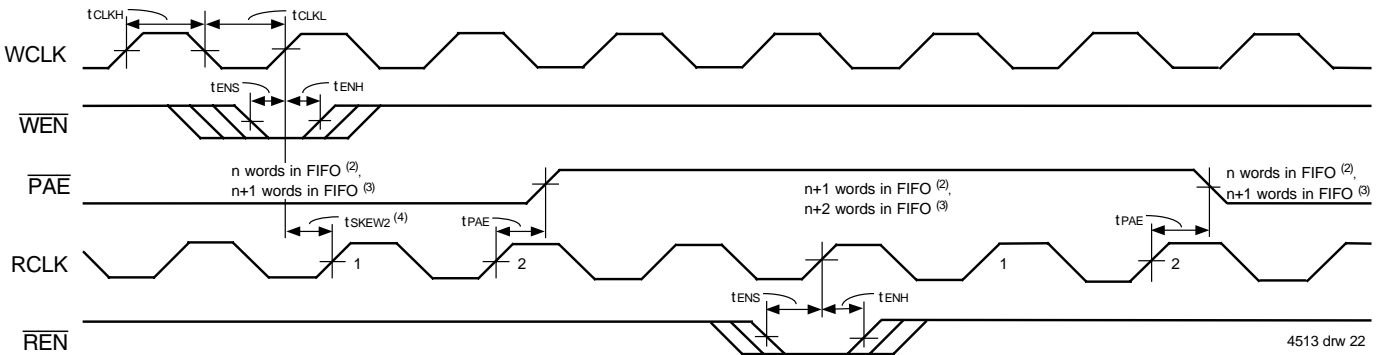 tCLKH
tCLKL
WCLK
tENS
tENH
WEN
n words in FIFO (2),
n+1 words in FIFO (3)
PAE
n+1 words in FIFO (2),
n+2 words in FIFO (3)
n words in FIFO (2),
n+1 words in FIFO (3)
tSKEW2 (4)
tPAE
tPAE
RCLK
1
2
1
2
tENS
tENH
REN
4513 drw 22